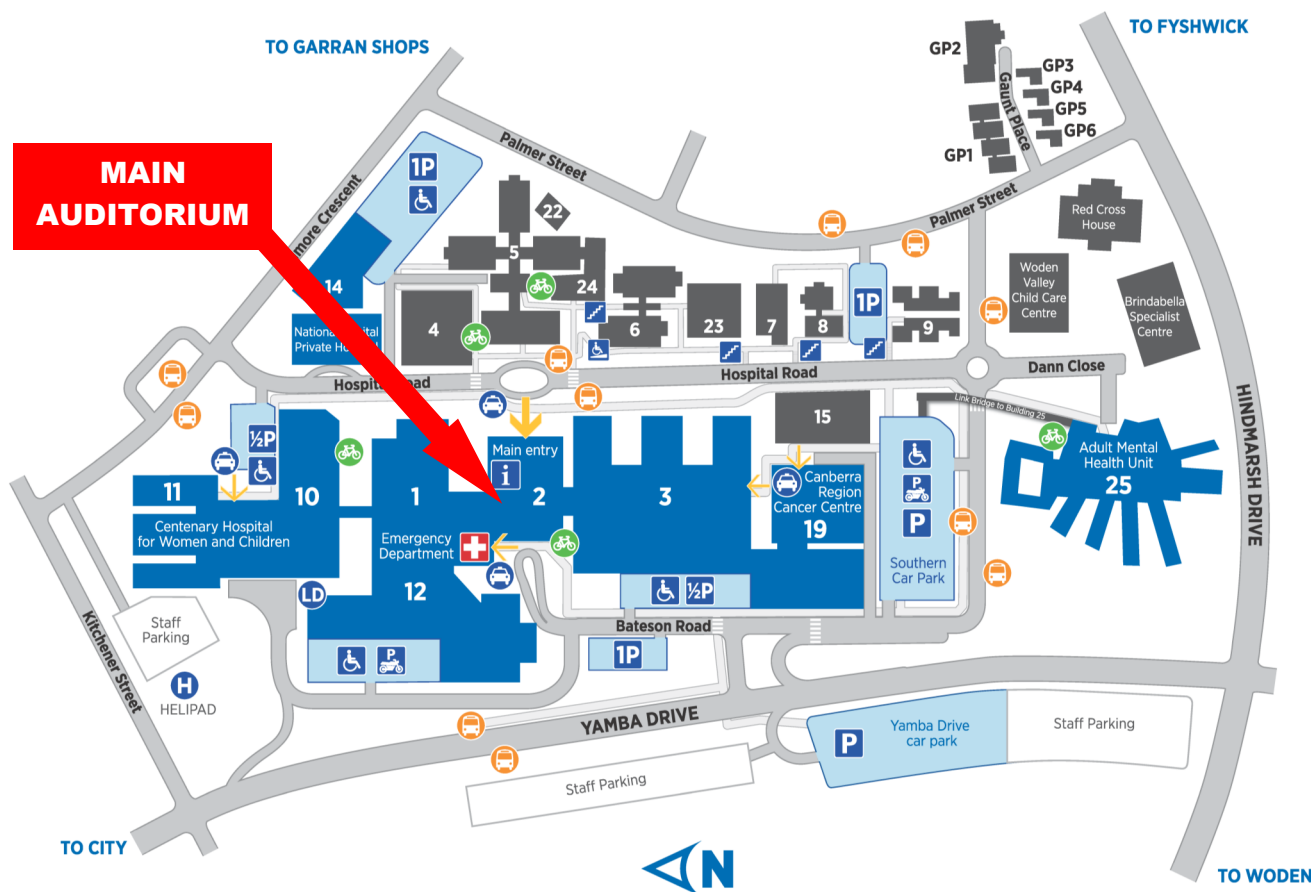 TO GARRAN SHOPS
TO FYSHWICK
GP2
GP3
GP4
GP5
GP6
GP1
Gaunt Place
Palmer Street
Palmer Street
MAIN
AUDITORIUM
more Crescent
1P
22
5
24
14
4
6
23
7
8
1P
9
Red Cross
House
Woden
Valley
Child Care
Centre
Brindabella
Specialist
Centre
National
Private
Hospital Road
Hospital Road
Dann Close
Link Bridge to Building 25
HINDMARSH DRIVE
½P
11
10
1
Main entry
i
2
3
15
Canberra
Region
Cancer Centre
19
Adult Mental
Health Unit
25
Centenary Hospital
for Women and Children
Emergency
Department
12
P
P
Southern
Car Park
LD
½P
Bateson Road
1P
P
Staff
Parking
H
HELIPAD
Kitchener Street
YAMBA DRIVE
P
Yamba Drive
car park
Staff Parking
Staff Parking
TO CITY
N
TO WODEN